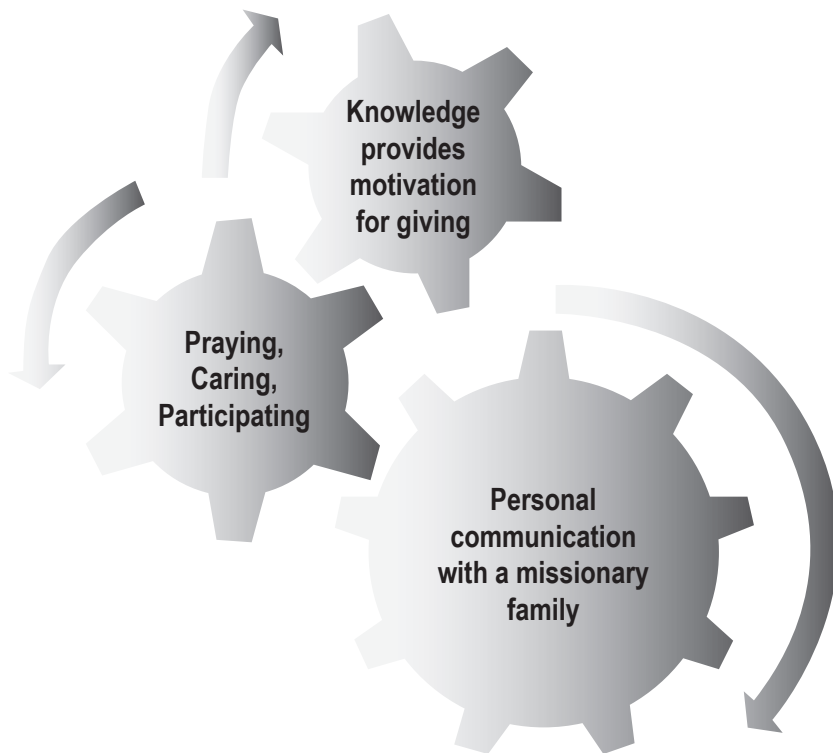 Knowledge
provides
motivation
for giving
Praying,
Caring,
Participating
Personal
communication
with a missionary
family